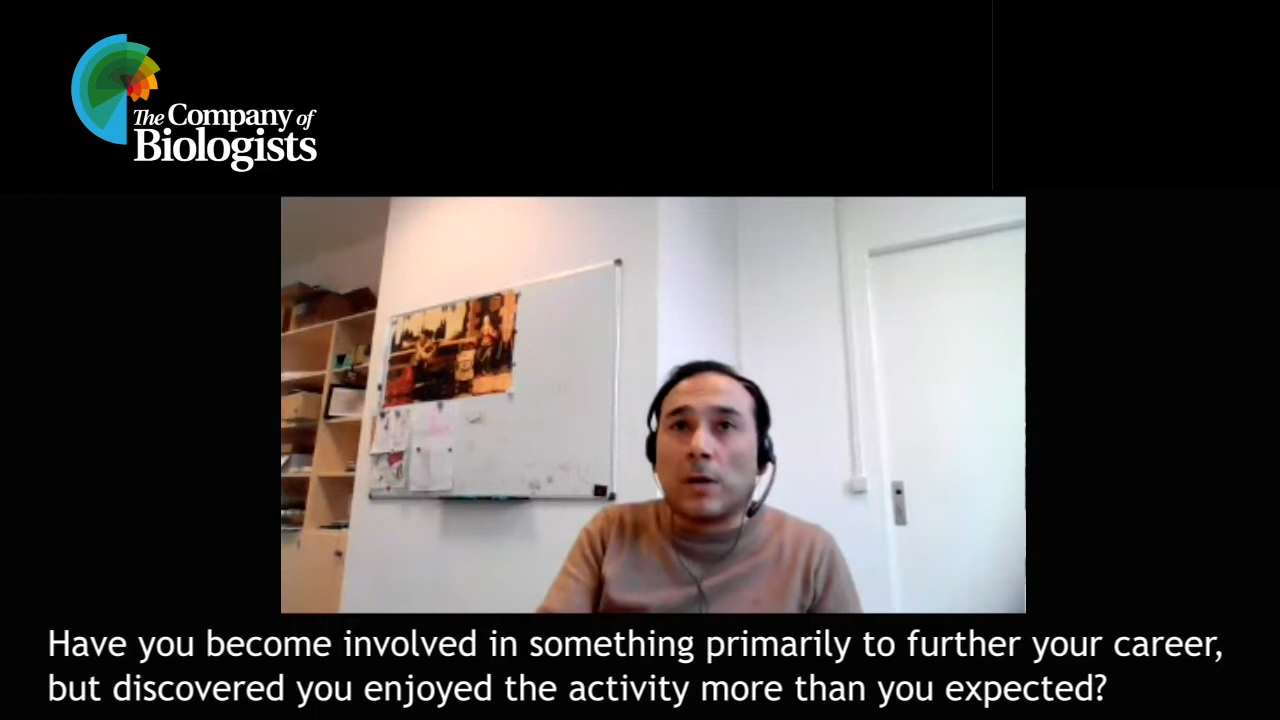 The Company of
Biologists
Have you become involved in something primarily to further your career,
but discovered you enjoyed the activity more than you expected?